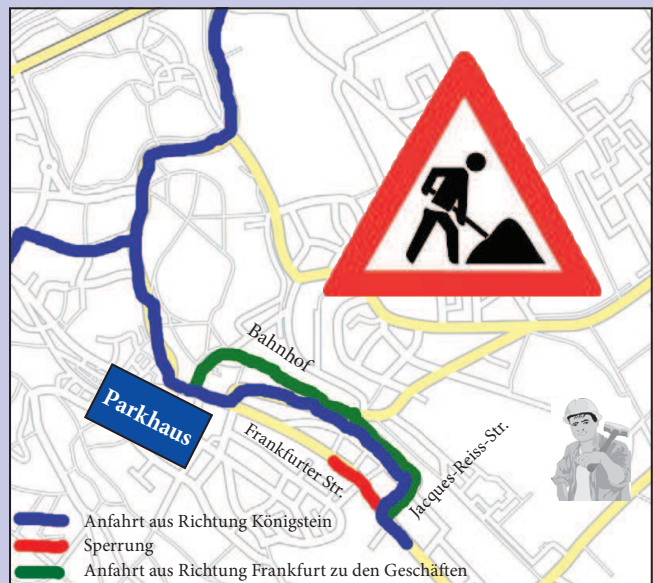 Bahnhof
Parkhaus
Frankfurter Str.
Jacques-Reiss-Str.
Anfahrt aus Richtung Königstein
Sperrung
Anfahrt aus Richtung Frankfurt zu den Geschäften